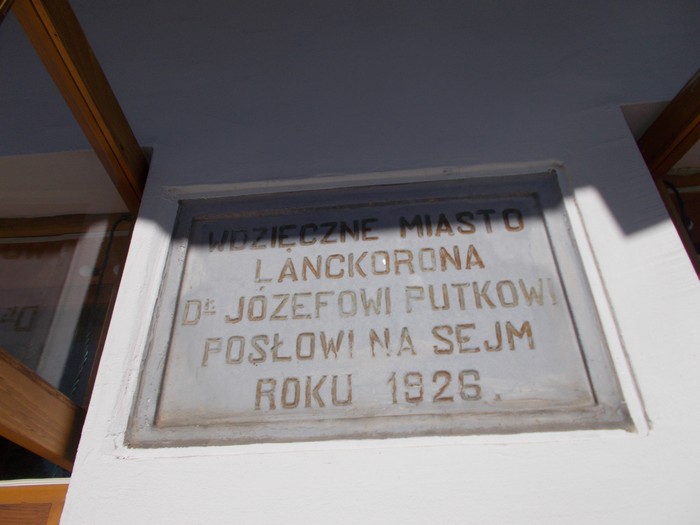 WDZIĘCZNE MIASTO
LANCKORONA
DR. JÓZEFOWI PUTKOWI
POSŁOWI NA SEJM
ROKU 1926.